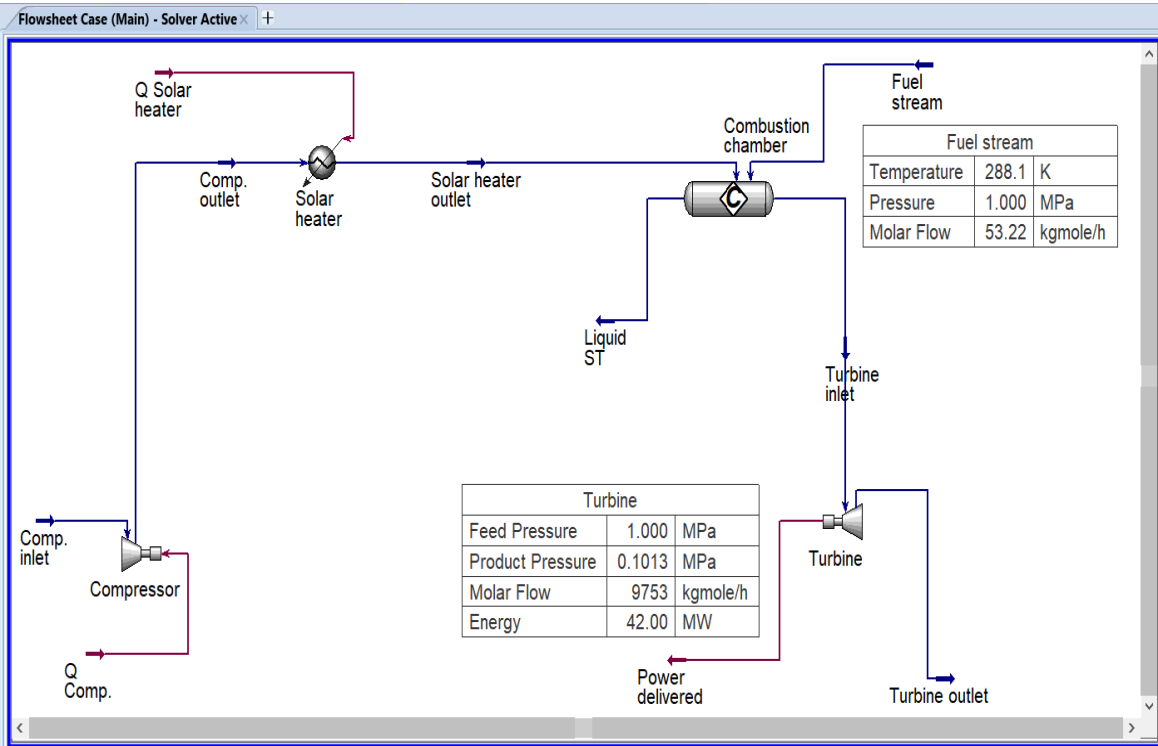 Flowsheet Case (Main) - Solver Active
Q Solar
heater
Fuel
stream
Combustion
chamber
Fuel stream
Temperature 288.1 K
Pressure 1.000 MPa
Molar Flow 53.22 kgmole/h
Comp.
outlet
Solar
heater
Solar heater
outlet
C
Liquid
ST
Turbine
inlet
Turbine
Feed Pressure 1.000 MPa
Product Pressure 0.1013 MPa
Molar Flow 9753 kgmole/h
Energy 42.00 MW
Comp.
inlet
Compressor
Turbine
Q
Comp.
Power
delivered
Turbine outlet